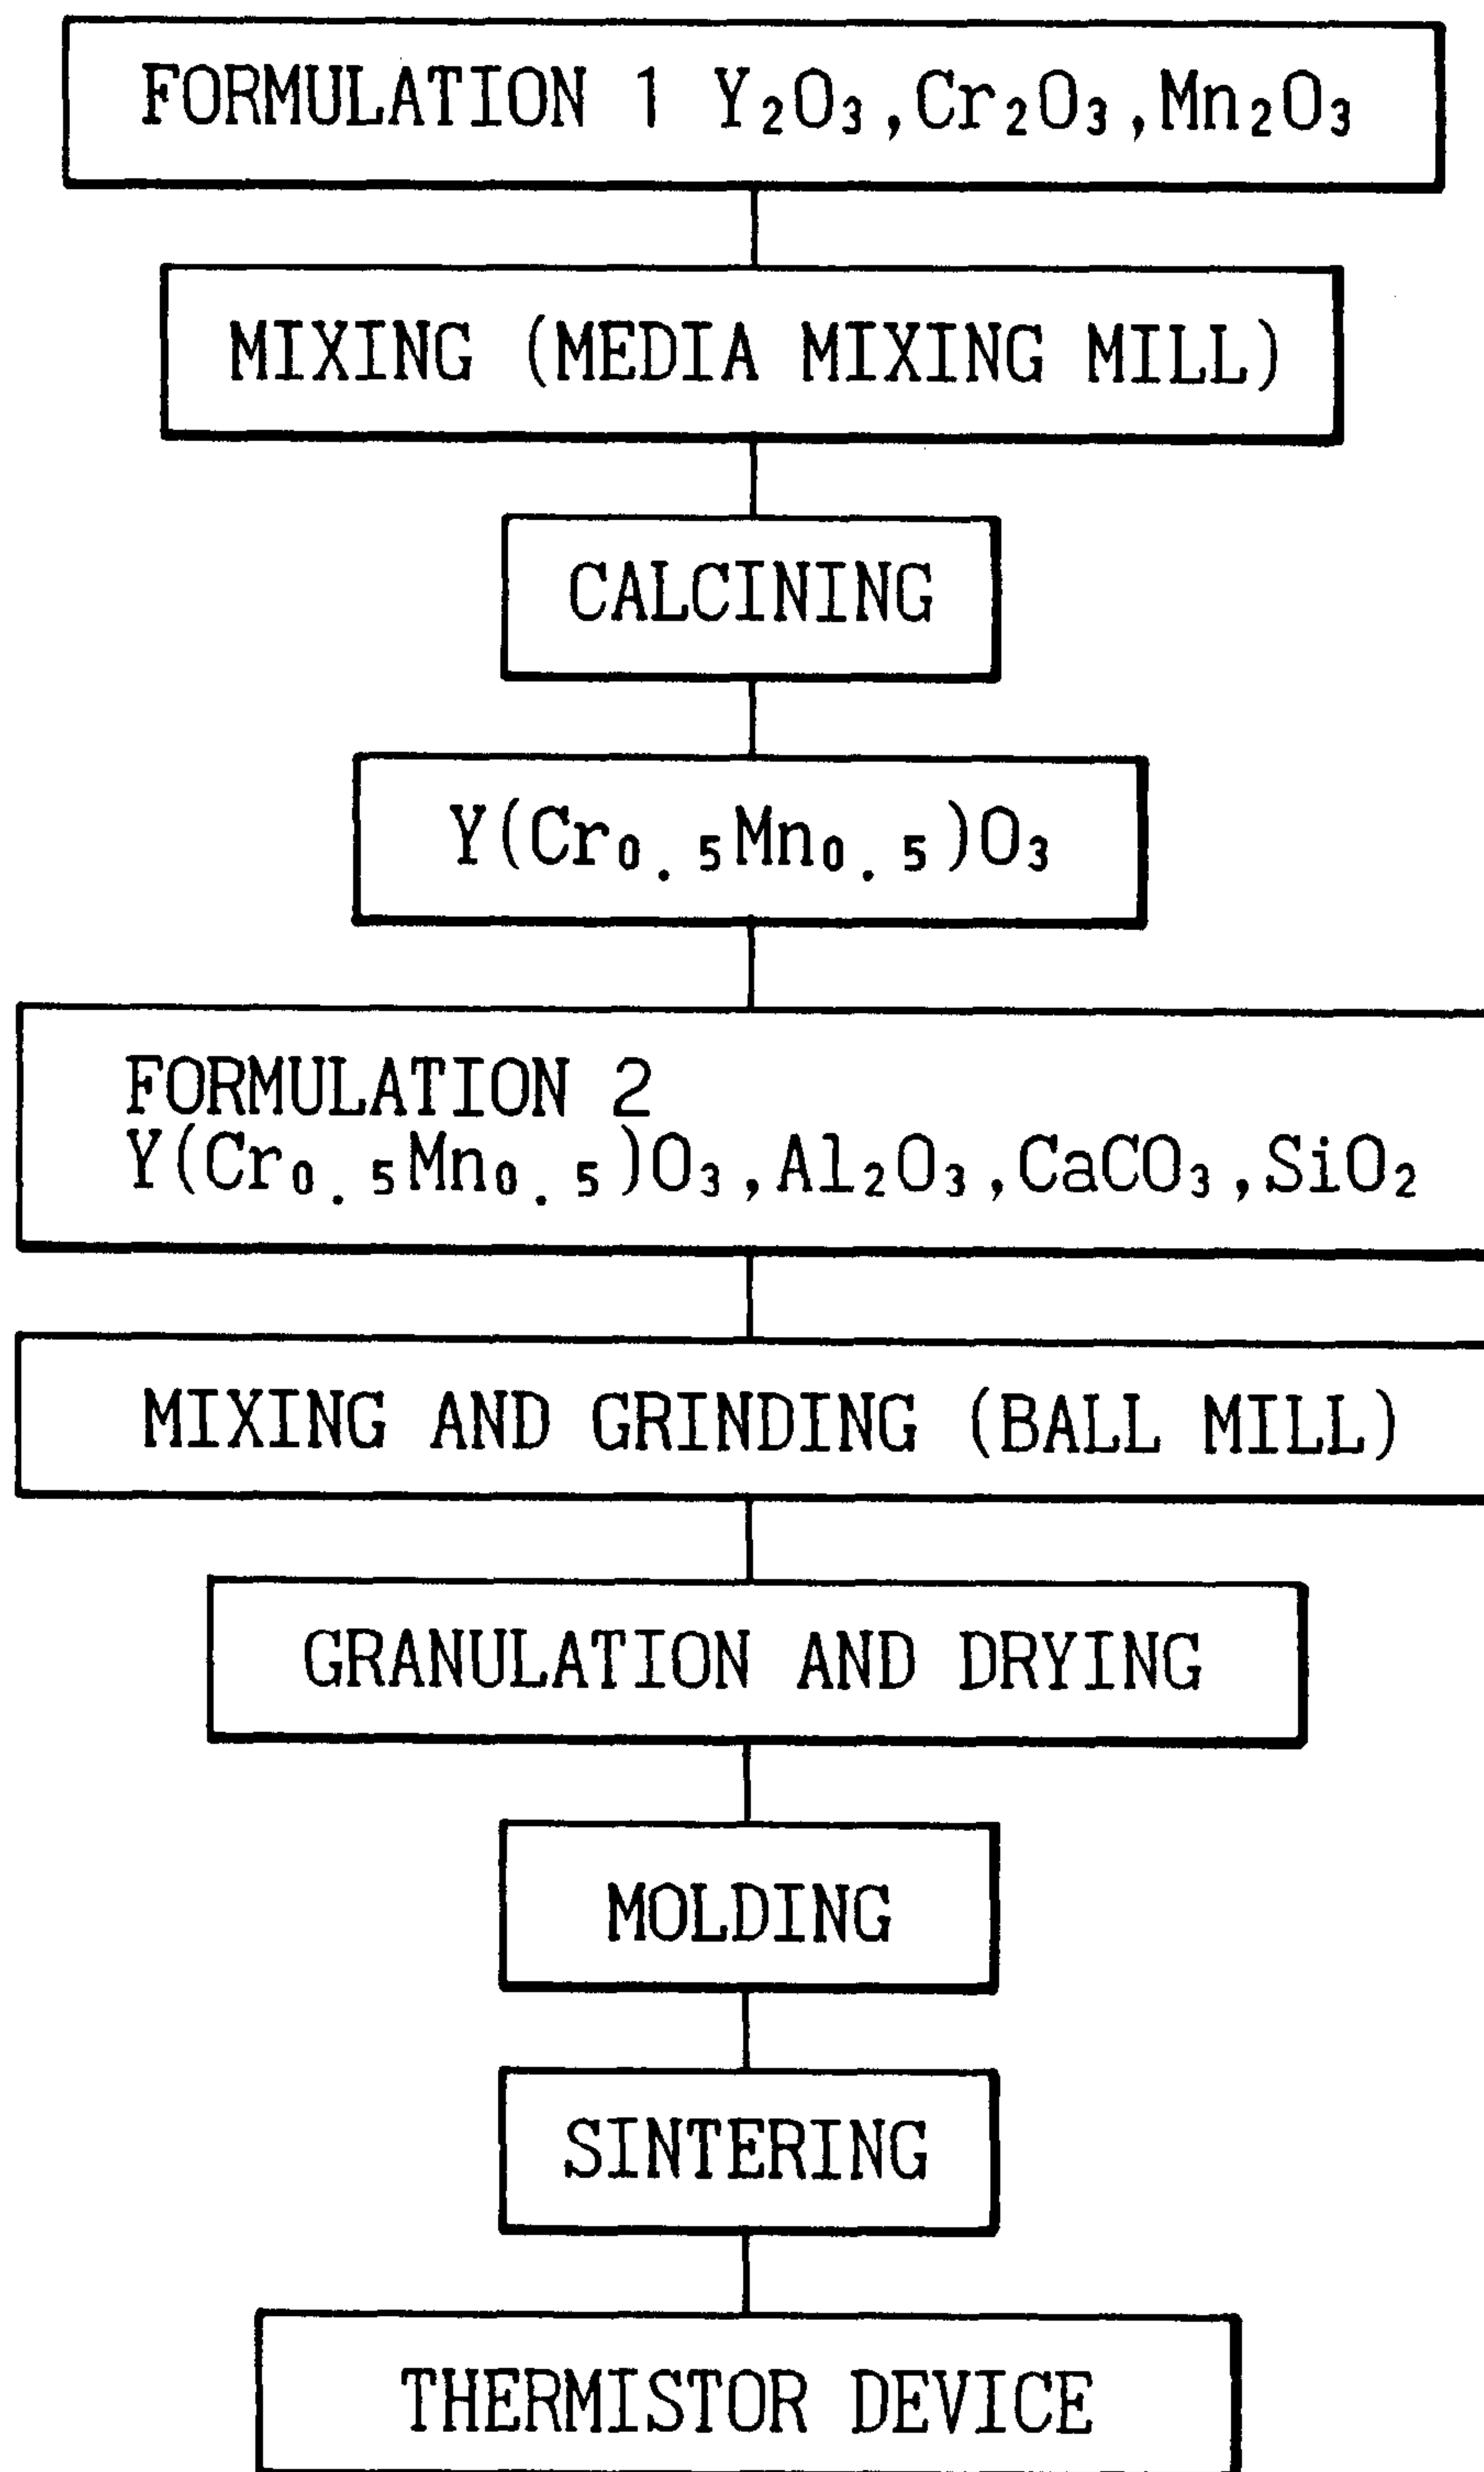 FORMULATION 1 Y₂O₃,Cr₂O₃,Mn₂O₃
MIXING (MEDIA MIXING MILL)
CALCINING
Y(Cr₀.₅Mn₀.₅)O₃
FORMULATION 2
Y(Cr₀.₅Mn₀.₅)O₃,Al₂O₃,CaCO₃,SiO₂
MIXING AND GRINDING (BALL MILL)
GRANULATION AND DRYING
MOLDING
SINTERING
THERMISTOR DEVICE